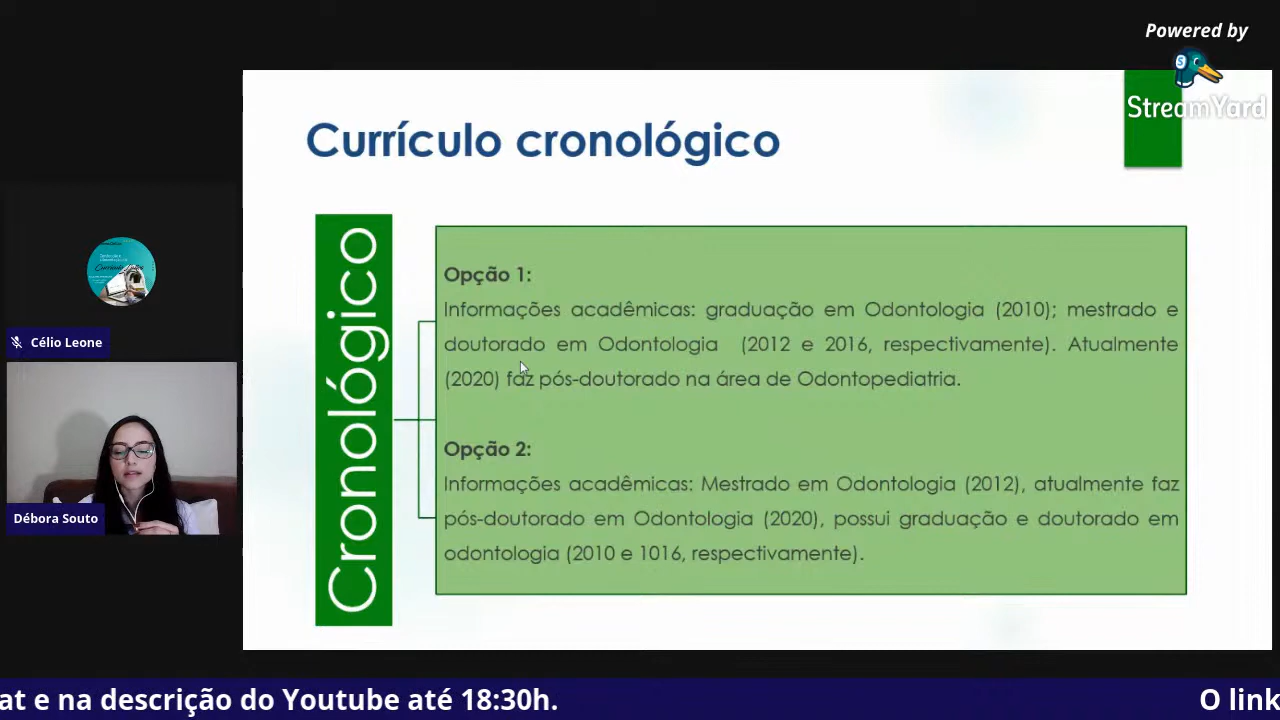 Powered by
StreamYard
Currículo cronológico
Cronológico
Opção 1:
Informações acadêmicas: graduação em Odontologia (2010); mestrado e
doutorado em Odontologia (2012 e 2016, respectivamente). Atualmente
(2020) faz pós-doutorado na área de Odontopediatria.
Opção 2:
Informações acadêmicas: Mestrado em Odontologia (2012), atualmente faz
pós-doutorado em Odontologia (2020), possui graduação e doutorado em
odontologia (2010 e 1016, respectivamente).
Célio Leone
Débora Souto
at e na descrição do Youtube até 18:30h.
O link